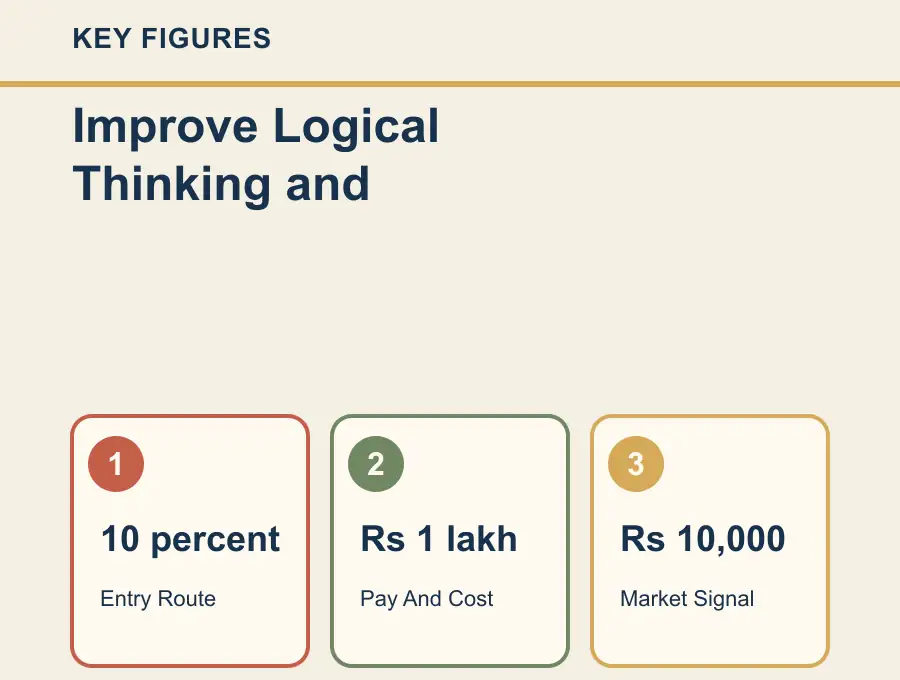 KEY FIGURES
Improve Logical
Thinking and
1
10 percent
Entry Route
2
Rs 1 lakh
Pay And Cost
3
Rs 10,000
Market Signal